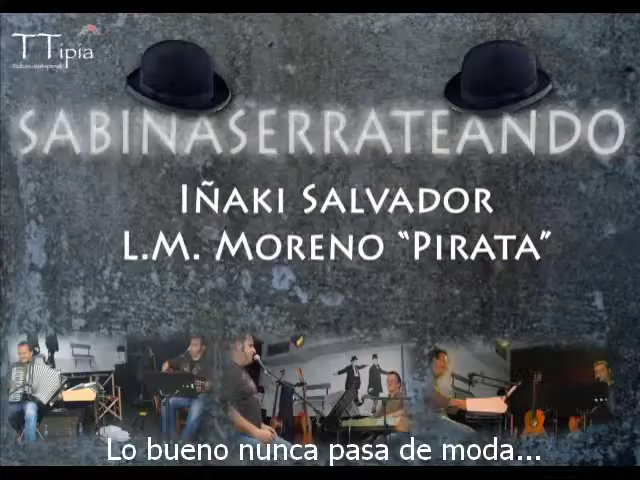 TTipia
SABINASERRATEANDO
IÑAKI SALVADOR
L.M. MORENO “PIRATA”
Lo bueno nunca pasa de moda...